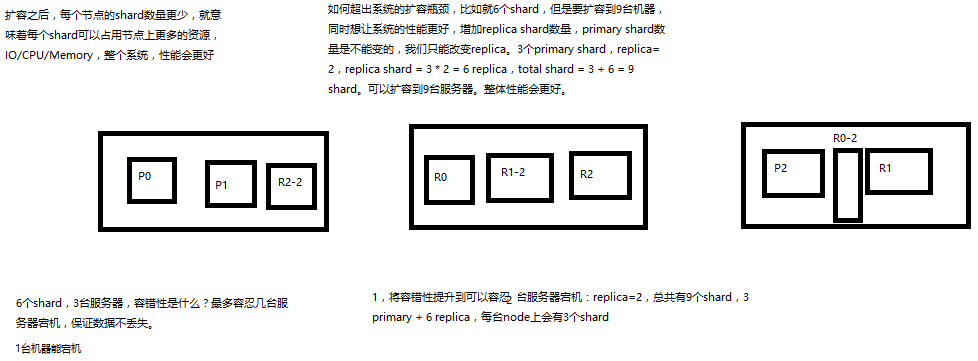 扩容之后，每个节点的shard数量更少，就意
味着每个shard可以占用节点上更多的资源，
IO/CPU/Memory，整个系统，性能会更好
如何超出系统的扩容瓶颈，比如就6个shard，但是要扩容到9台机器，
同时想让系统的性能更好，增加replica shard数量，primary shard数
量是不能变的，我们只能改变replica。3个primary shard，replica=
2，replica shard = 3 * 2 = 6 replica，total shard = 3 + 6 = 9
shard。可以扩容到9台服务器。整体性能会更好。
P0
P1
R2-2
R0
R1-2
R2
R0-2
P2
R1
6个shard，3台服务器，容错性是什么？最多容忍几台服
务器宕机，保证数据不丢失。
1台机器能宕机
1，将容错性提升到可以容忍2台服务器宕机：replica=2，总共有9个shard，3
primary + 6 replica，每台node上会有3个shard